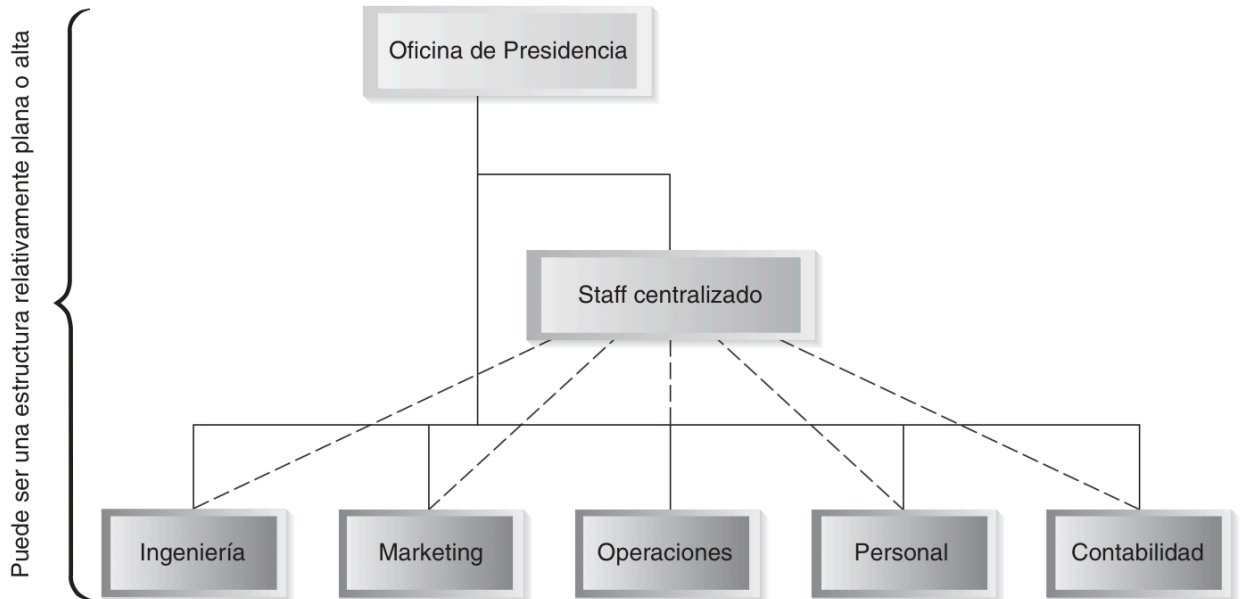 Puede ser una estructura relativamente plana o alta
Oficina de Presidencia
Staff centralizado
Ingeniería
Marketing
Operaciones
Personal
Contabilidad